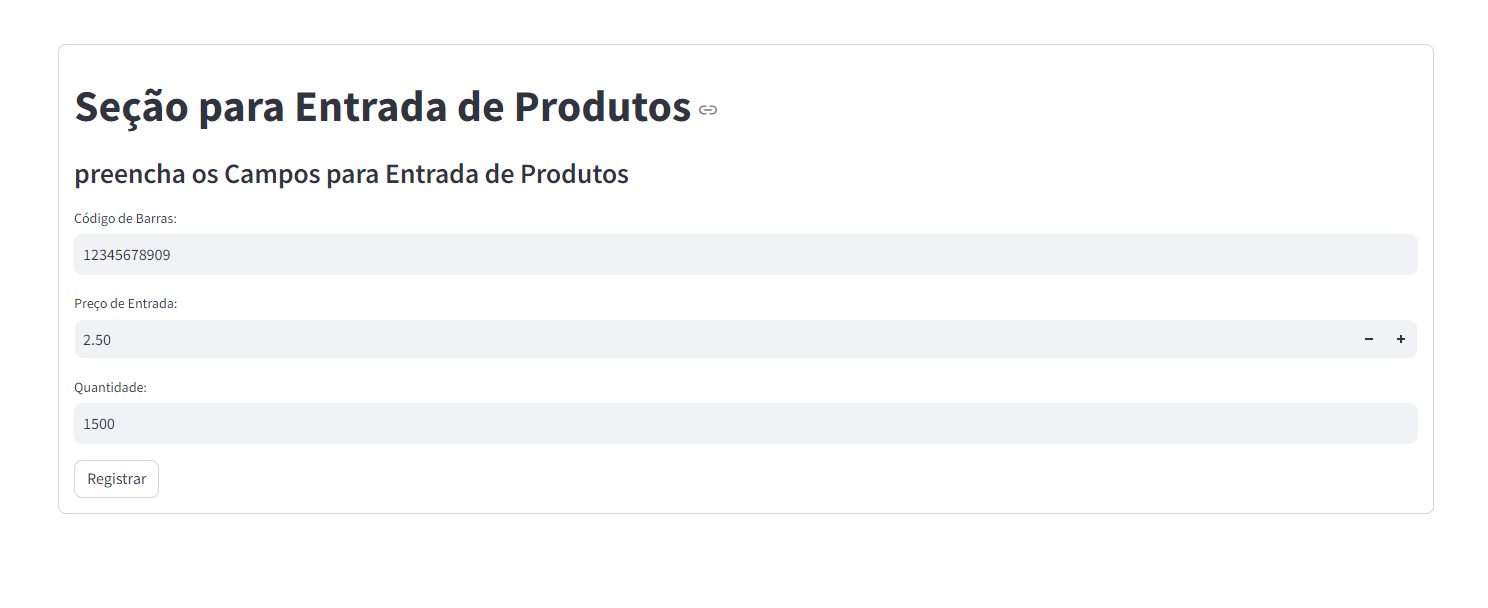 Seção para Entrada de Produtos
preencha os Campos para Entrada de Produtos
Código de Barras:
12345678909
Preço de Entrada:
2.50
Quantidade:
1500
Registrar